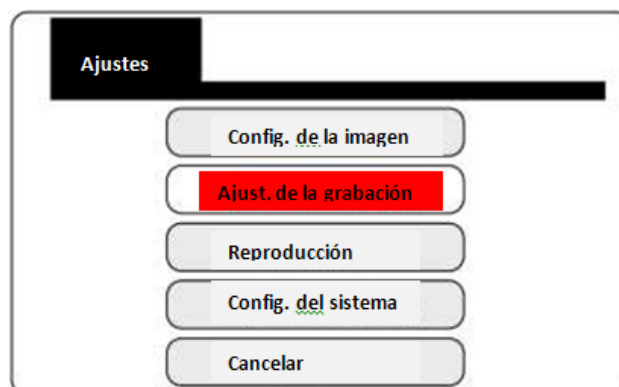 Ajustes
Config. de la imagen
Ajust. de la grabación
Reproducción
Config. del sistema
Cancelar